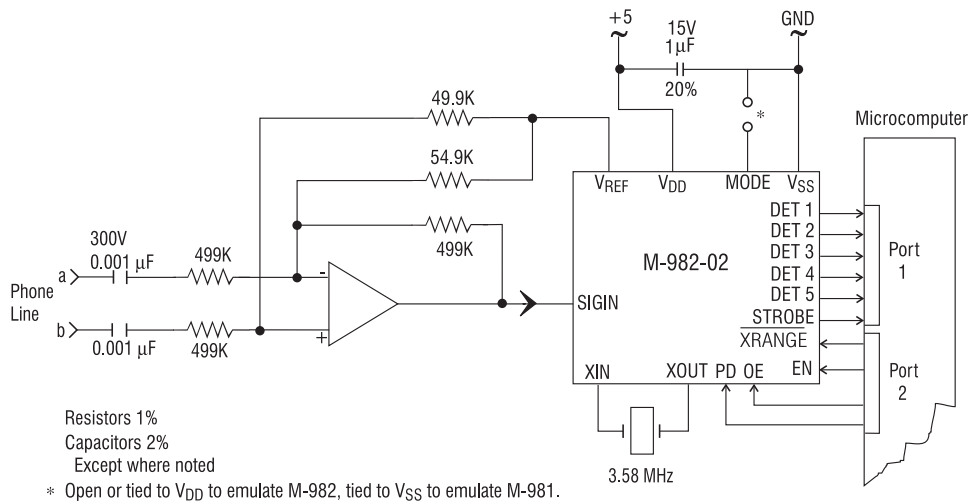 +5
GND
15V
1µF
20%
*
49.9K
54.9K
499K
Microcomputer
VREF VDD MODE VSS
DET 1
DET 2
DET 3
DET 4
DET 5
STROBE
XRANGE
EN
M-982-02
SIGIN
XIN XOUT PD OE
Port
1
Port
2
300V
0.001 µF
499K
Phone
Line
a
b
-
+
0.001 µF
499K
3.58 MHz
Resistors 1%
Capacitors 2%
Except where noted
* Open or tied to VDD to emulate M-982, tied to VSS to emulate M-981.